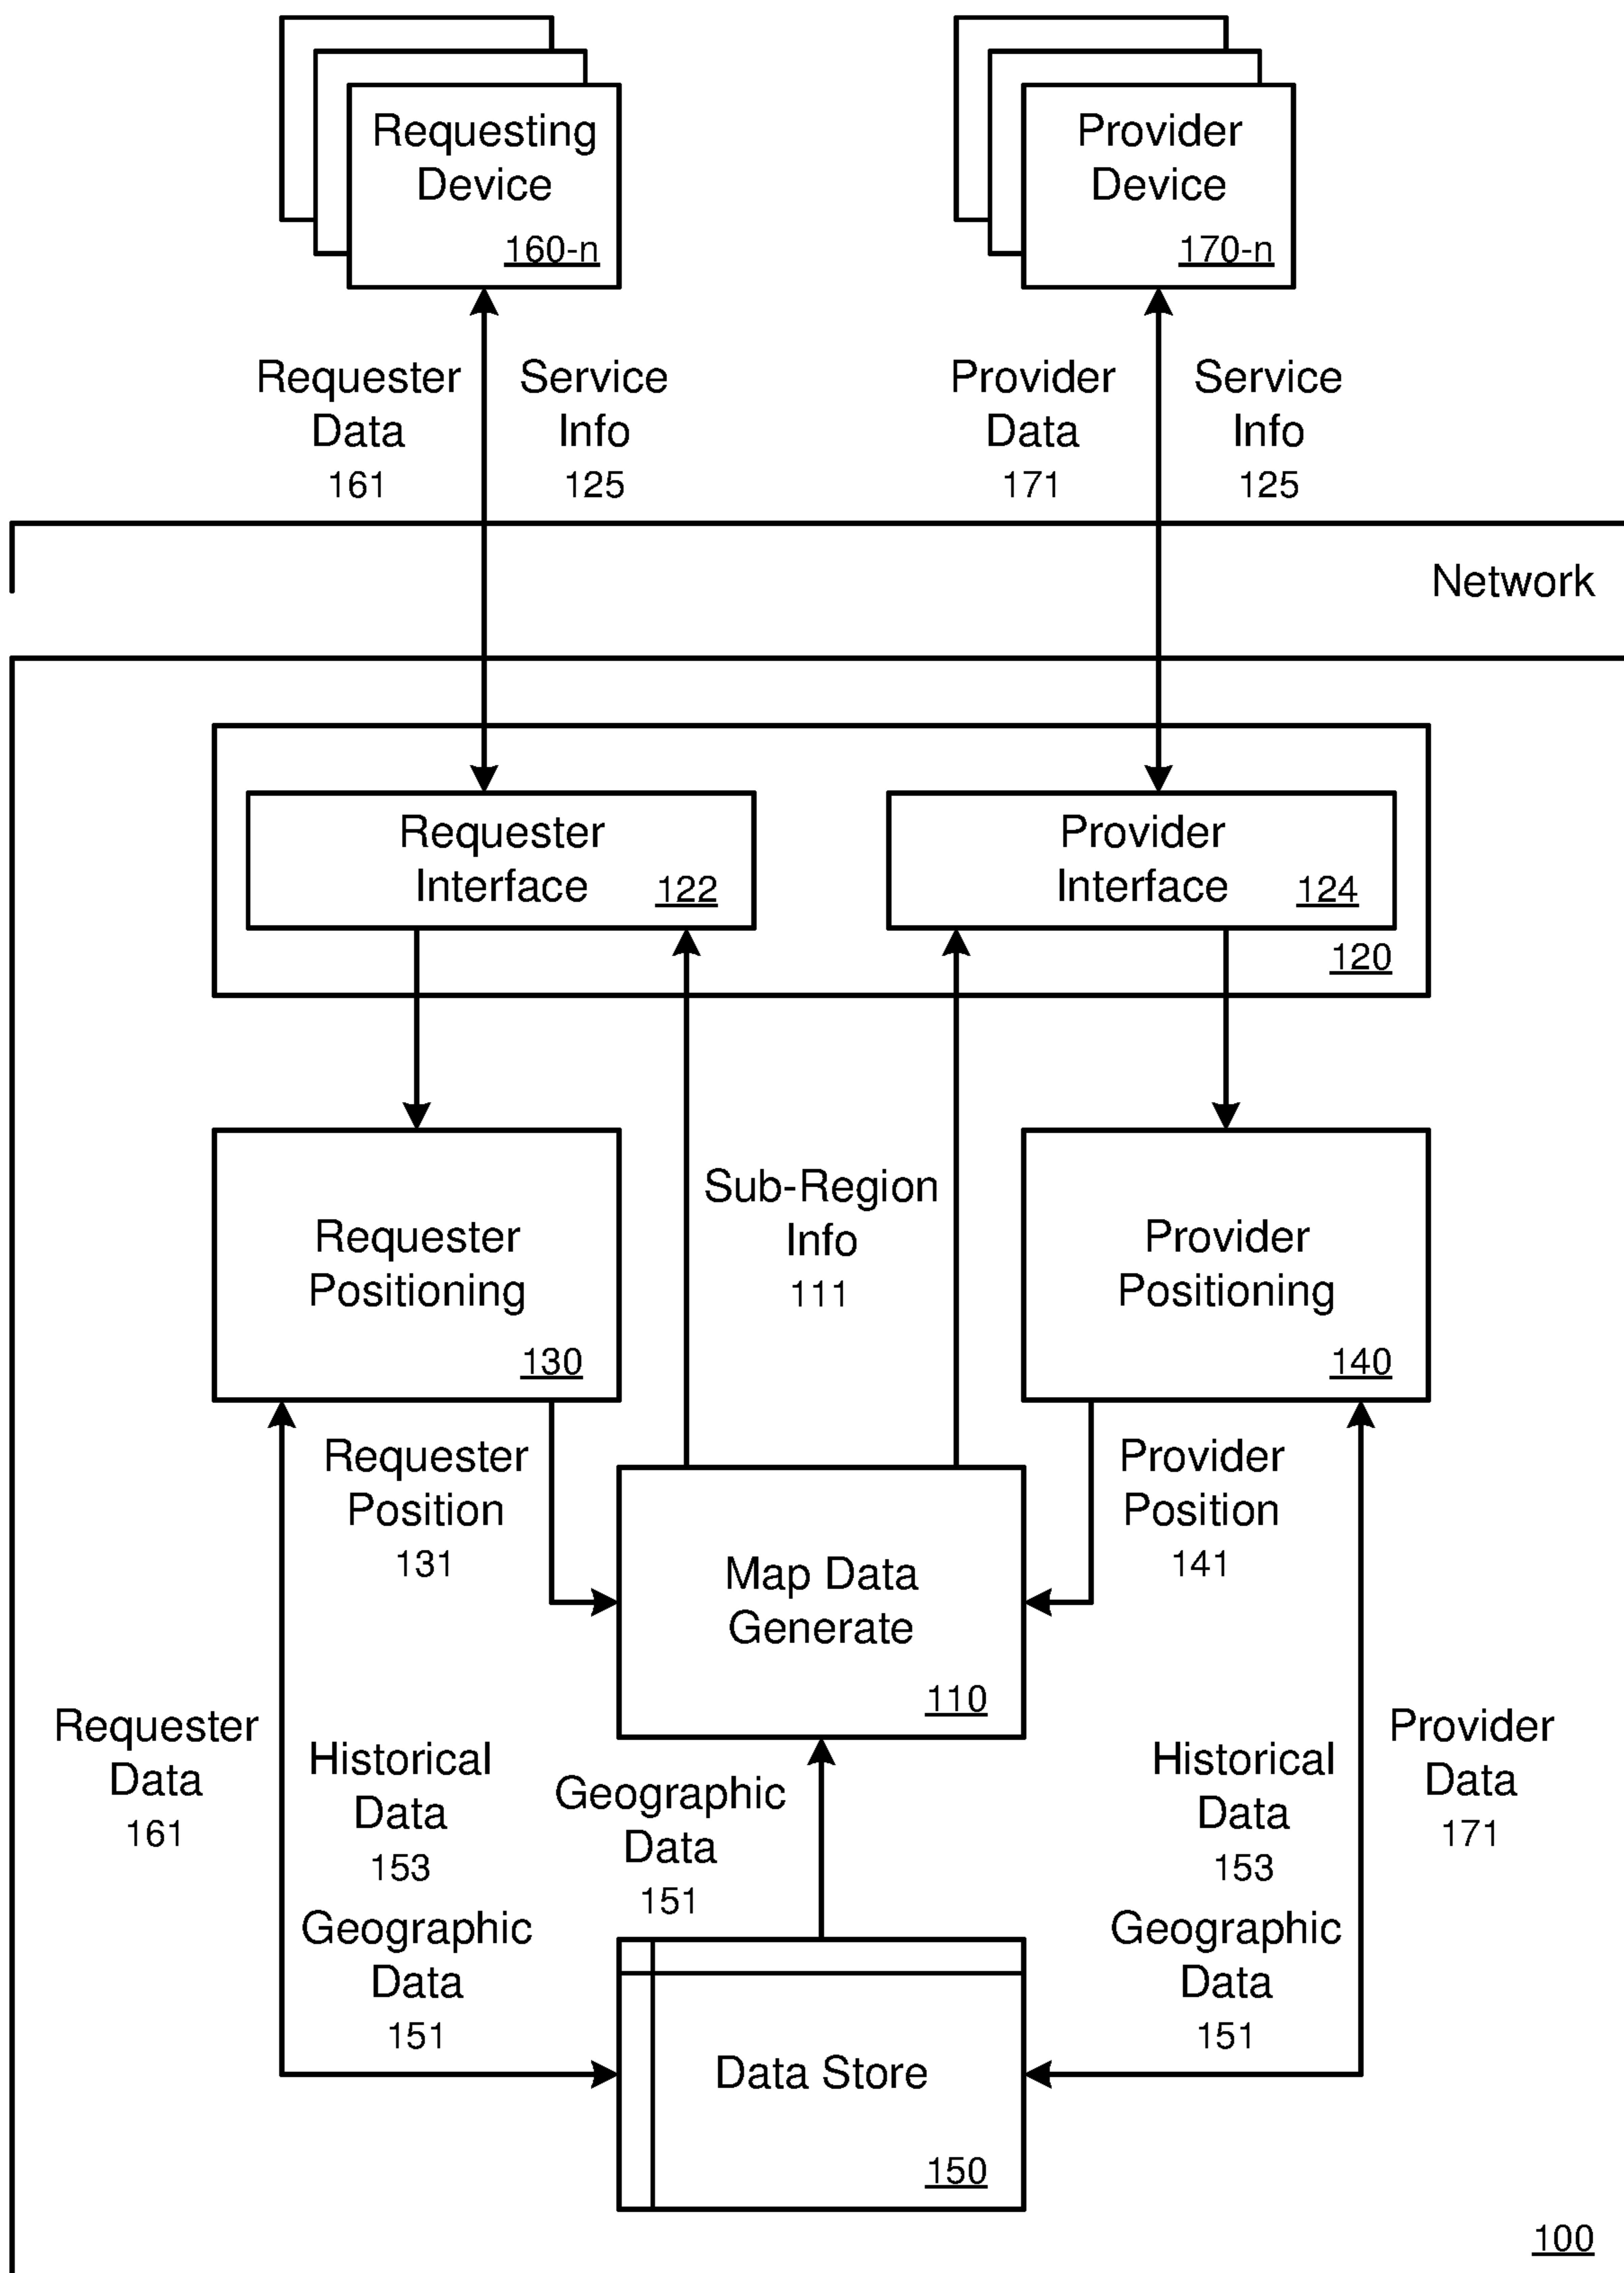 Requesting
Device
160-n
Provider
Device
170-n
Requester
Data
161
Service
Info
125
Provider
Data
171
Service
Info
125
Network
Requester
Interface
122
Provider
Interface
124
120
Requester
Positioning
130
Sub-Region
Info
111
Provider
Positioning
140
Requester
Position
131
Provider
Position
141
Map Data
Generate
110
Requester
Data
161
Historical
Data
153
Geographic
Data
151
Geographic
Data
151
Historical
Data
153
Geographic
Data
151
Provider
Data
171
Data Store
150
100